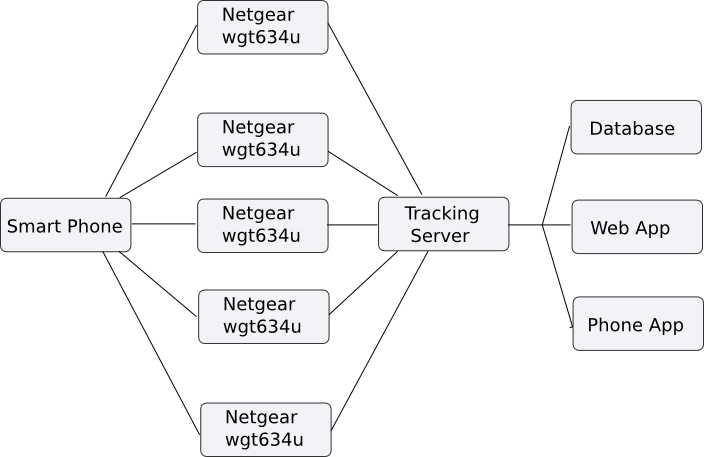 Netgear
wgt634u
Netgear
wgt634u
Smart Phone
Netgear
wgt634u
Netgear
wgt634u
Netgear
wgt634u
Tracking
Server
Database
Web App
Phone App